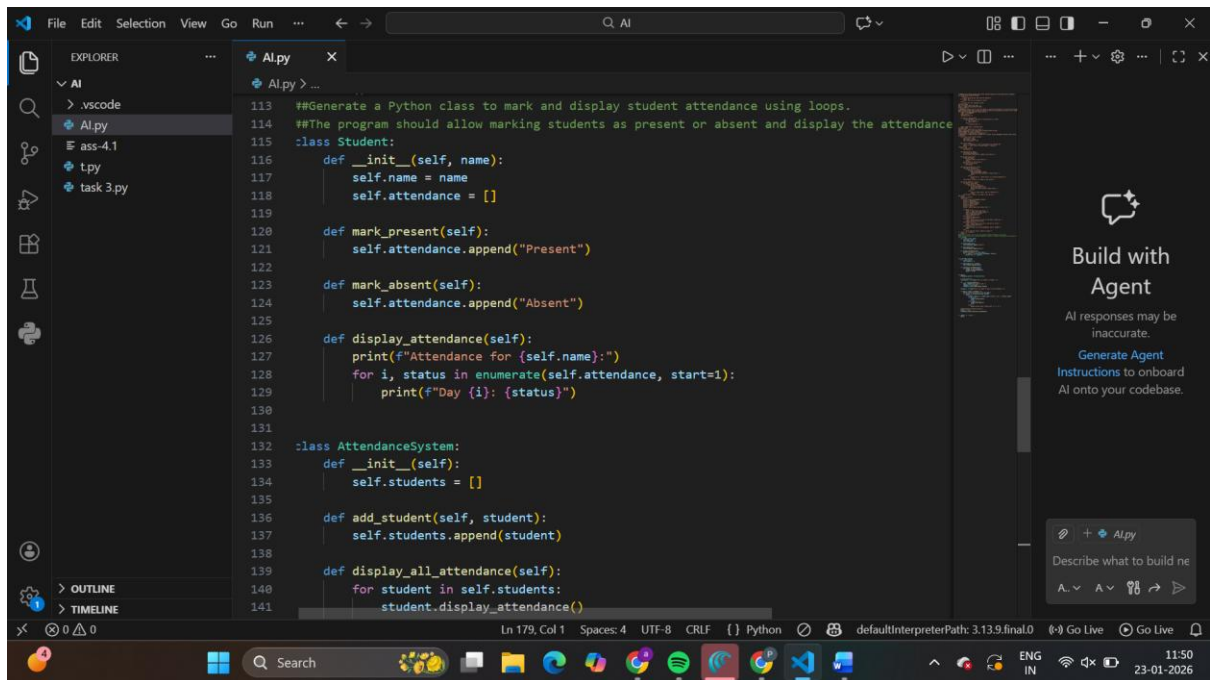 File Edit Selection View Go Run ... AI
EXPLORER ...
AI
.vscode
AI.py
ass-4.1
t.py
task 3.py
OUTLINE
TIMELINE
AI.py
AI.py > ...
113 ##Generate a Python class to mark and display student attendance using loops.
114 ##The program should allow marking students as present or absent and display the attendance
115 class Student:
116 def __init__(self, name):
117 self.name = name
118 self.attendance = []
119
120 def mark_present(self):
121 self.attendance.append("Present")
122
123 def mark_absent(self):
124 self.attendance.append("Absent")
125
126 def display_attendance(self):
127 print(f"Attendance for {self.name}:")
128 for i, status in enumerate(self.attendance, start=1):
129 print(f"Day {i}: {status}")
130
131
132 class AttendanceSystem:
133 def __init__(self):
134 self.students = []
135
136 def add_student(self, student):
137 self.students.append(student)
138
139 def display_all_attendance(self):
140 for student in self.students:
141 student.display_attendance()
Build with
Agent
AI responses may be
inaccurate.
Generate Agent
Instructions to onboard
AI onto your codebase.
AI.py
Describe what to build ne
A.. A
1
0 0 Ln 179, Col 1 Spaces: 4 UTF-8 CRLF {} Python defaultInterpreterPath: 3.13.9.final.0 Go Live Go Live
4
Search
ENG
IN
11:50
23-01-2026